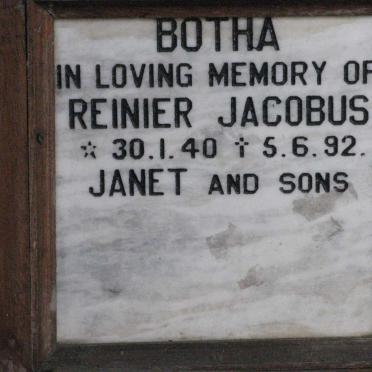 BOTHA
IN LOVING MEMORY OF
REINIER JACOBUS
☆ 30.1.40 † 5.6.92.
JANET AND SONS